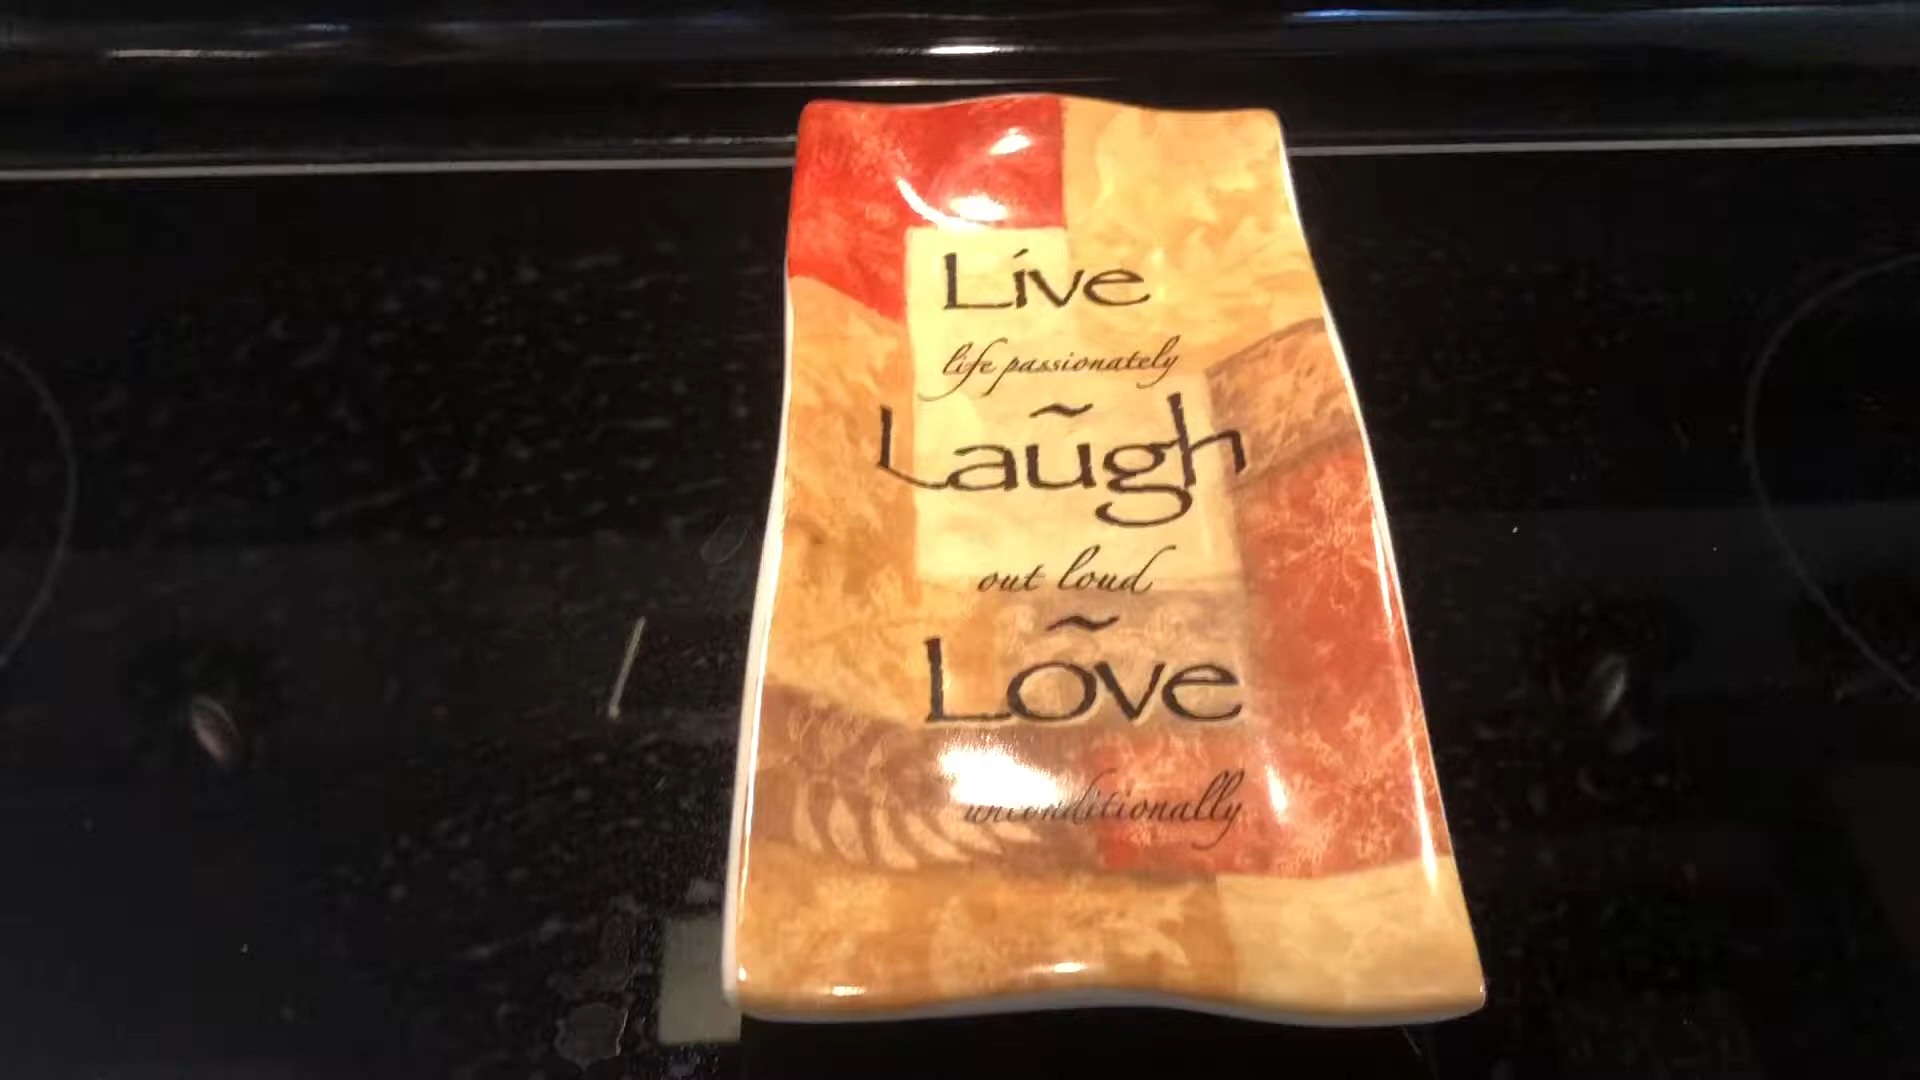 Live
life passionately
~
Laugh
out loud
~
Love
unconditionally